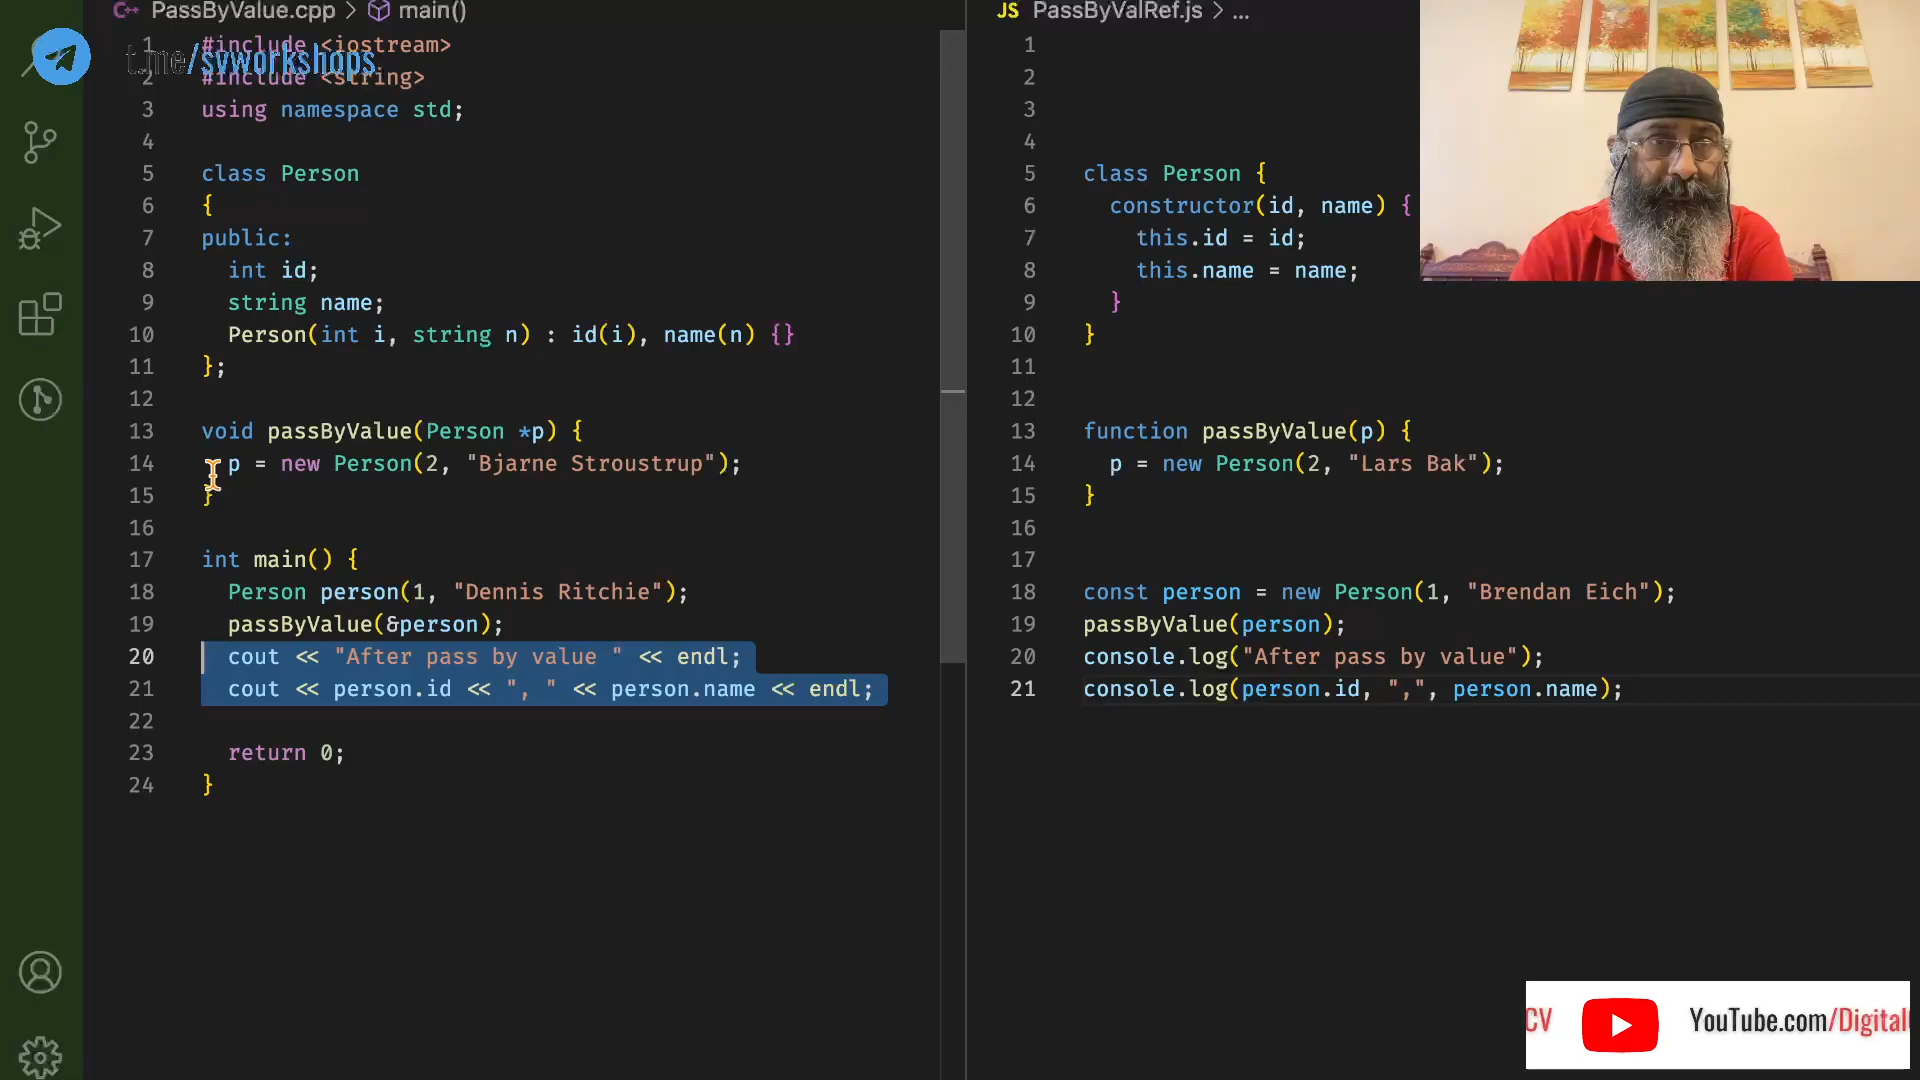 PassByValue.cpp > main()
t.me/svworkshops
1 #include <iostream>
2 #include <string>
3 using namespace std;
4
5 class Person
6 {
7 public:
8 int id;
9 string name;
10 Person(int i, string n) : id(i), name(n) {}
11 };
12
13 void passByValue(Person *p) {
14 p = new Person(2, "Bjarne Stroustrup");
15 }
16
17 int main() {
18 Person person(1, "Dennis Ritchie");
19 passByValue(&person);
20 cout << "After pass by value " << endl;
21 cout << person.id << ", " << person.name << endl;
22
23 return 0;
24 }
JS PassByValRef.js > ...
1
2
3
4
5 class Person {
6 constructor(id, name) {
7 this.id = id;
8 this.name = name;
9 }
10 }
11
12
13 function passByValue(p) {
14 p = new Person(2, "Lars Bak");
15 }
16
17
18 const person = new Person(1, "Brendan Eich");
19 passByValue(person);
20 console.log("After pass by value");
21 console.log(person.id, ",", person.name);
CV YouTube.com/Digital